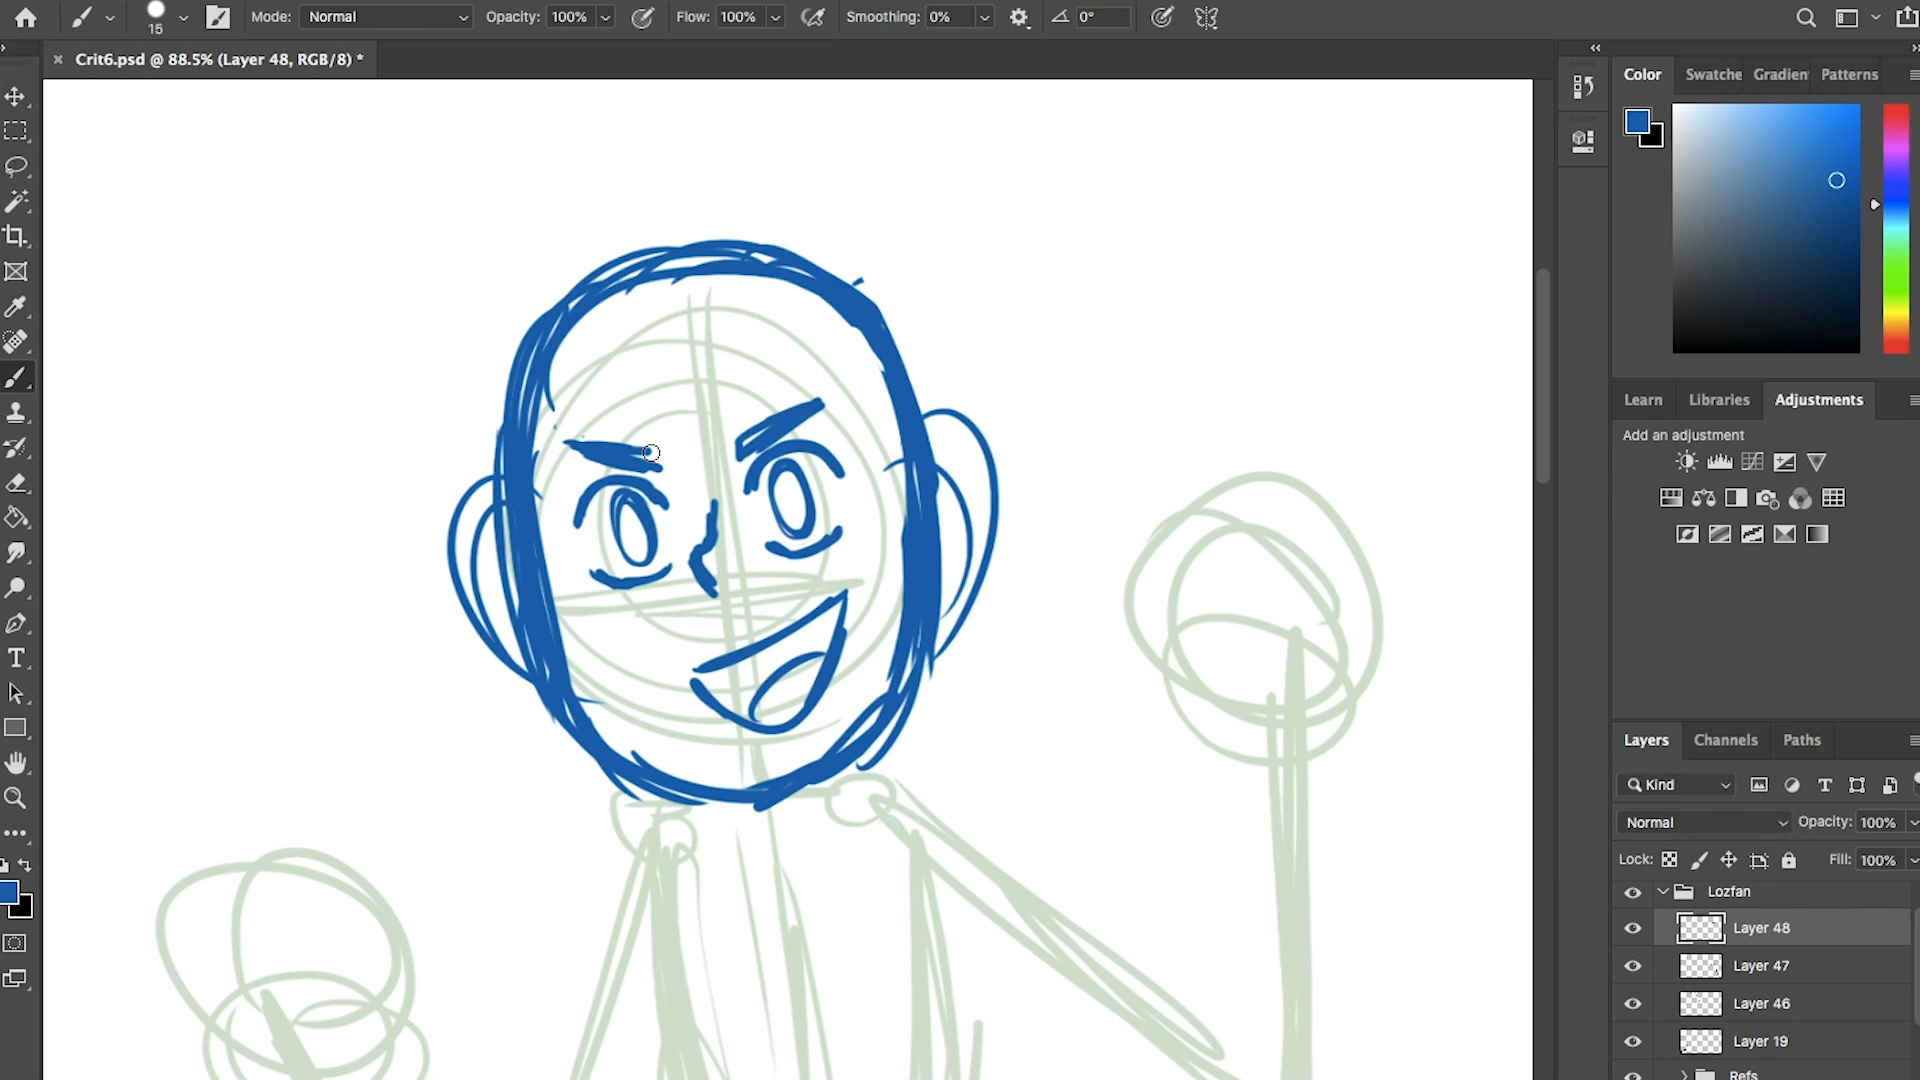 15 Mode: Normal Opacity: 100% Flow: 100% Smoothing: 0% 0°
Crit6.psd @ 88.5% (Layer 48, RGB/8) *
Color Swatche Gradien Patterns
Learn Libraries Adjustments
Add an adjustment
Layers Channels Paths
Kind
Normal Opacity: 100%
Lock: Fill: 100%
Lozfan
Layer 48
Layer 47
Layer 46
Layer 19
Refs